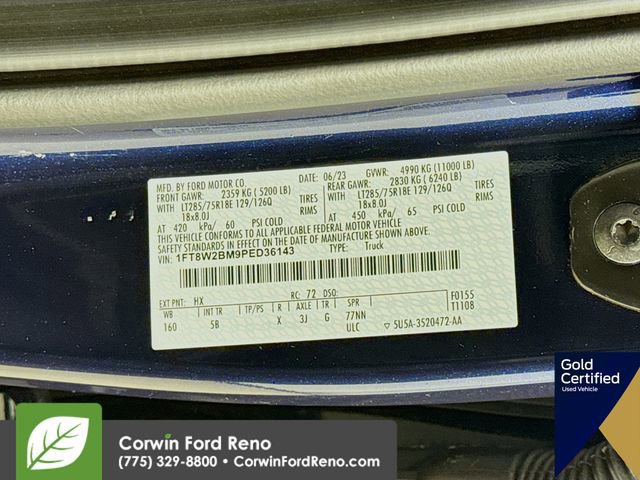 MFD. BY FORD MOTOR CO.
DATE: 06/23 GVWR: 4990 KG (11000 LB)
FRONT GAWR: 2359 KG ( 5200 LB) REAR GAWR: 2830 KG ( 6240 LB)
WITH LT285/75R18E 129/126Q TIRES WITH LT285/75R18E 129/126Q TIRES
18x8.0J RIMS 18x8.0J RIMS
AT 420 kPa/ 60 PSI COLD AT 450 kPa/ 65 PSI COLD
THIS VEHICLE CONFORMS TO ALL APPLICABLE FEDERAL MOTOR VEHICLE
SAFETY STANDARDS IN EFFECT ON THE DATE OF MANUFACTURE SHOWN ABOVE.
VIN: 1FT8W2BM9PED36143 TYPE: Truck
EXT PNT: HX RC: 72 DSO: F0155
WB INT TR TP/PS R AXLE TR SPR T1108
160 5B X 3J G 77NN
ULC ▽ 5U5A-3520472-AA
Gold
Certified
Used Vehicle
Corwin Ford Reno
(775) 329-8800 • CorwinFordReno.com